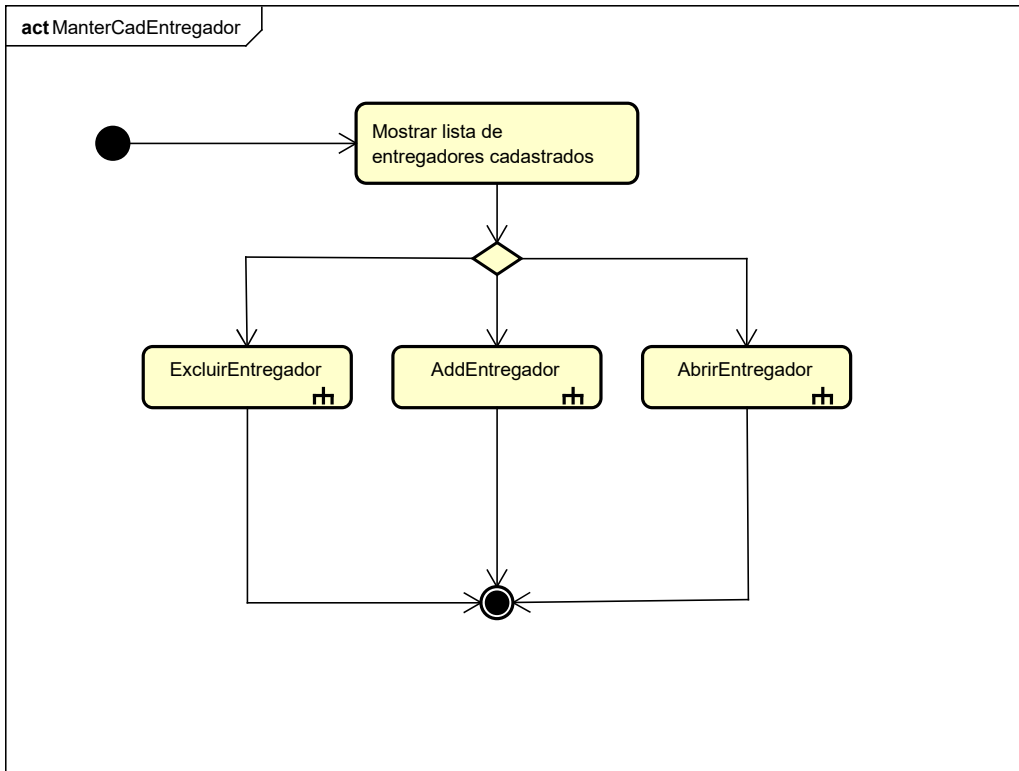 act ManterCadEntregador
Mostrar lista de
entregadores cadastrados
ExcluirEntregador
AddEntregador
AbrirEntregador